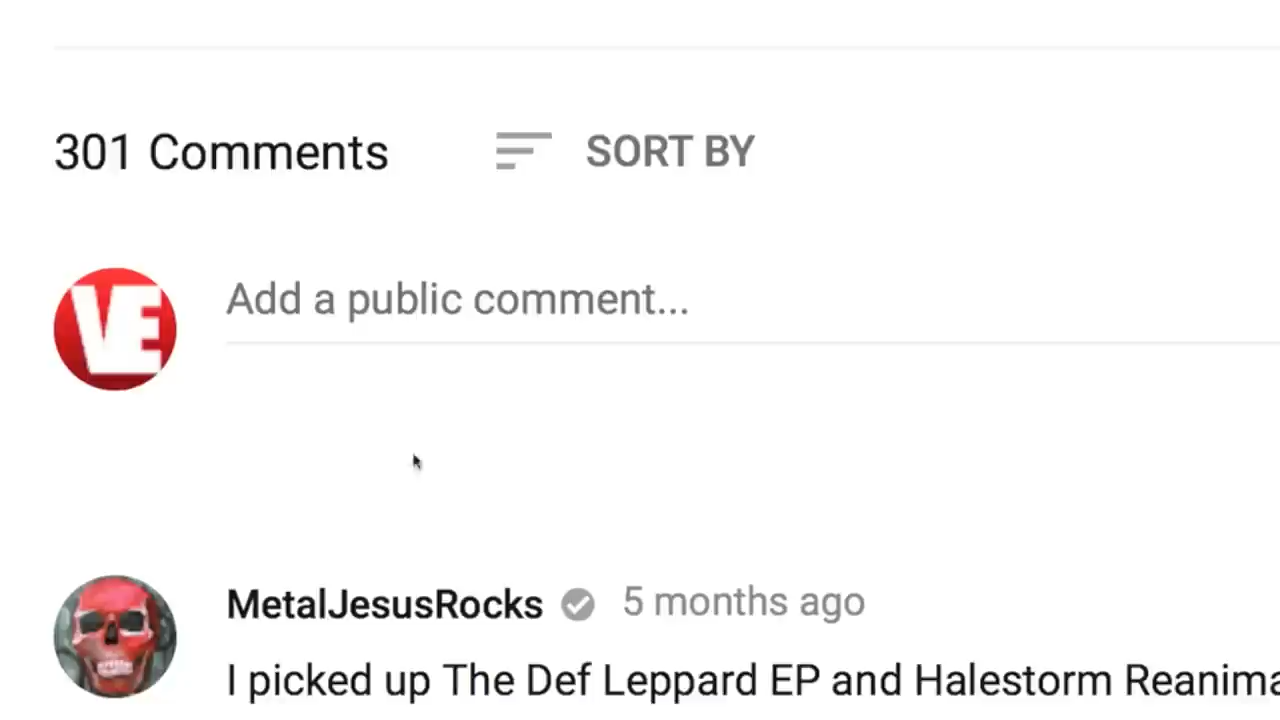 301 Comments
SORT BY
VE
Add a public comment...
MetalJesusRocks 5 months ago
I picked up The Def Leppard EP and Halestorm Reanima